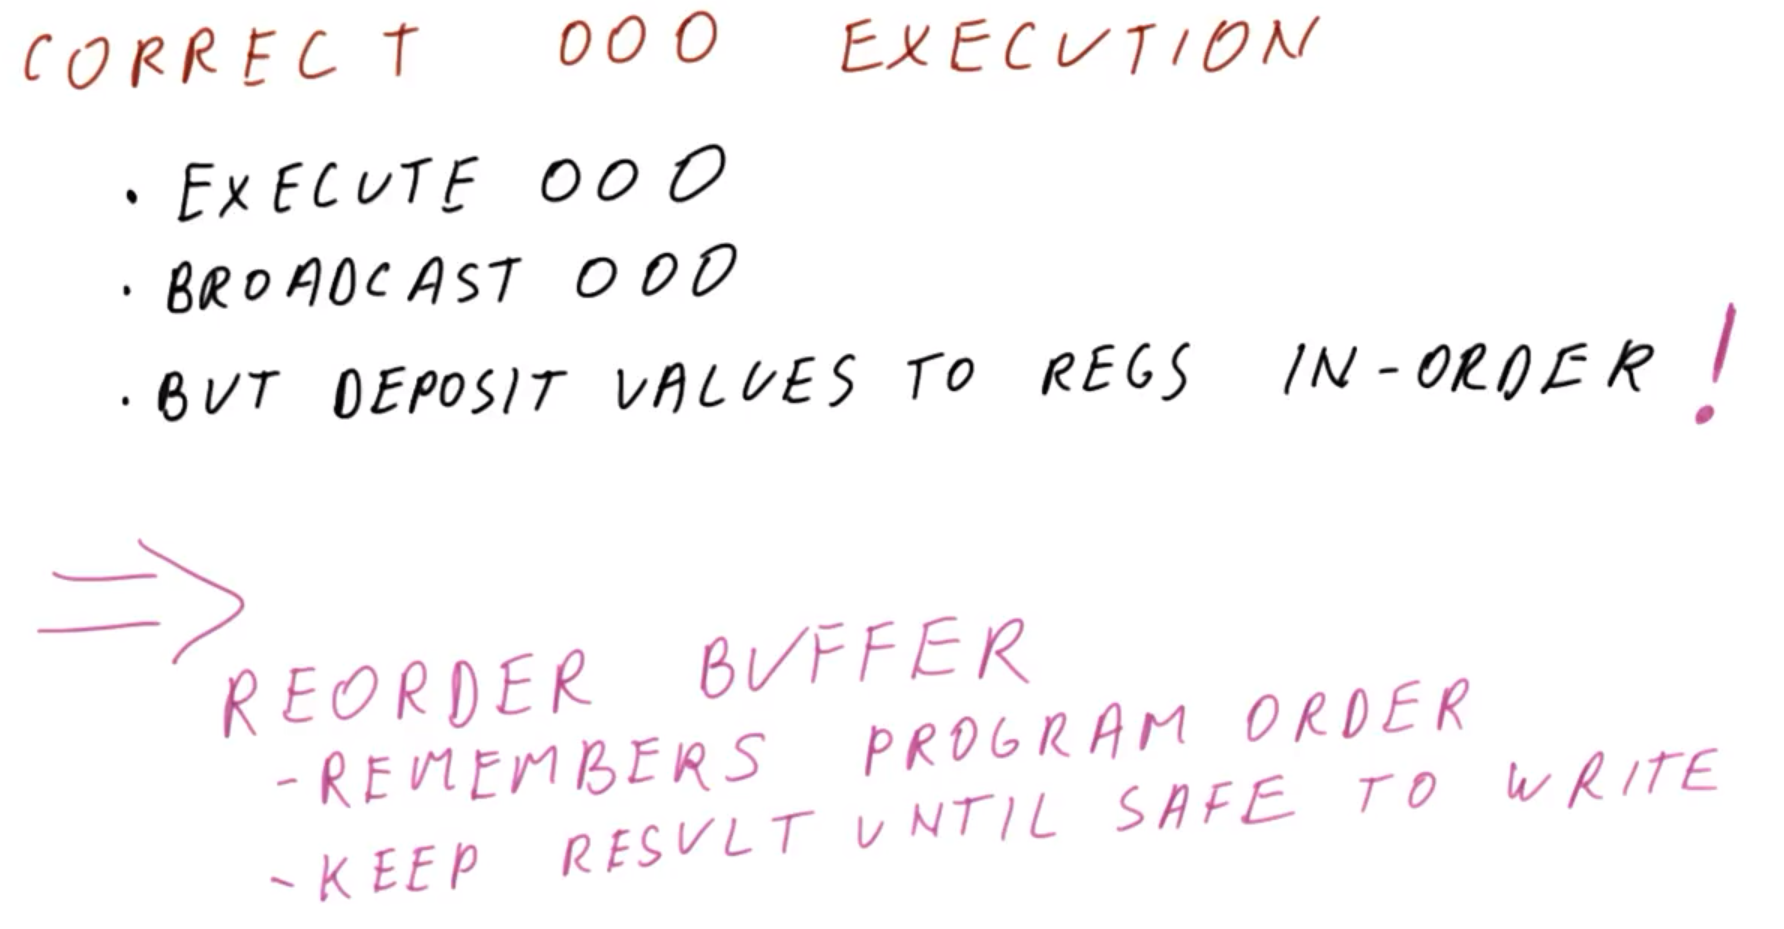 CORRECT OOO EXECUTION
· EXECUTE OOO
· BROADCAST OOO
· BUT DEPOSIT VALUES TO REGS IN-ORDER!
⇒
REORDER BUFFER
- REMEMBERS PROGRAM ORDER
- KEEP RESULT UNTIL SAFE TO WRITE